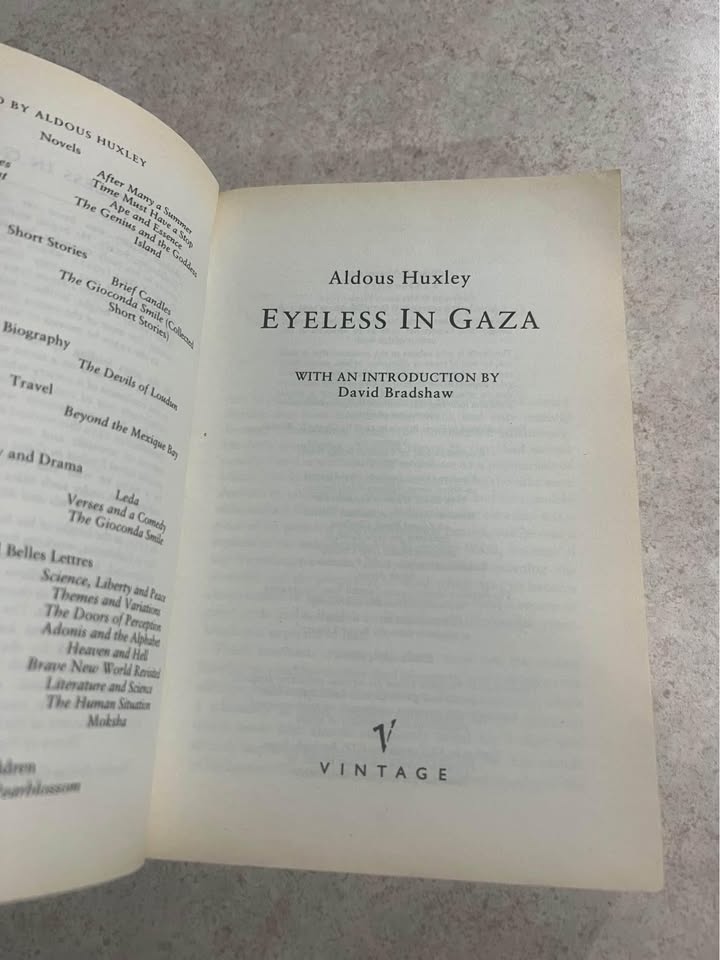 BY ALDOUS HUXLEY
Novels
After Many a Summer
Time Must Have a Stop
Ape and Essence
The Genius and the Goddess
Island
Short Stories
Brief Candles
The Gioconda Smile (Collected
Short Stories)
Biography
The Devils of Loudun
Travel
Beyond the Mexique Bay
and Drama
Leda
Verses and a Comedy
The Gioconda Smile
Belles Lettres
Science, Liberty and Peace
Themes and Variations
The Doors of Perception
Adonis and the Alphabet
Heaven and Hell
Brave New World Revisited
Literature and Science
The Human Situation
Moksha
Aldous Huxley
EYELESS IN GAZA
WITH AN INTRODUCTION BY
David Bradshaw
V
VINTAGE